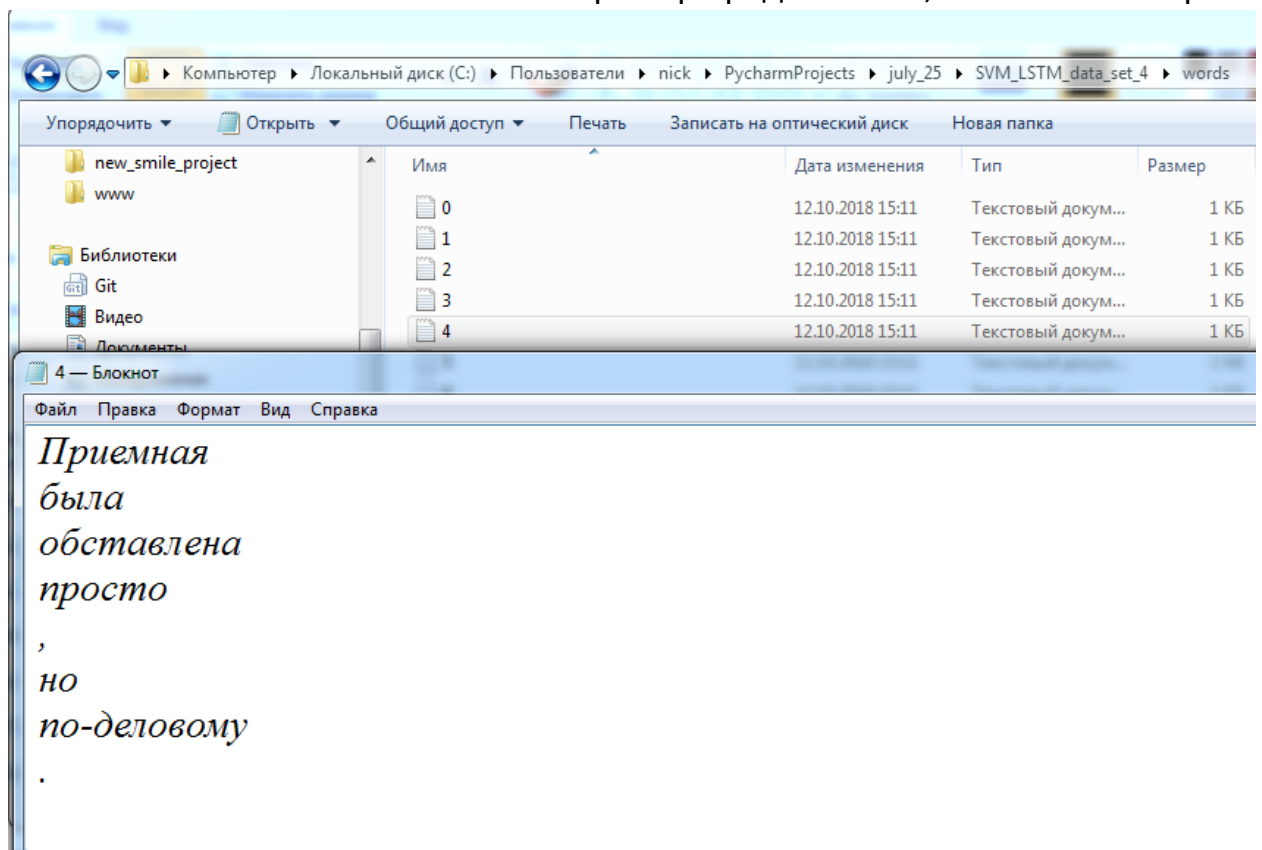 Компьютер ▸ Локальный диск (C:) ▸ Пользователи ▸ nick ▸ PycharmProjects ▸ july_25 ▸ SVM_LSTM_data_set_4 ▸ words
Упорядочить Открыть Общий доступ Печать Записать на оптический диск Новая папка
new_smile_project
www
Библиотеки
Git
Видео
Документы
Имя Дата изменения Тип Размер
0 12.10.2018 15:11 Текстовый докум... 1 КБ
1 12.10.2018 15:11 Текстовый докум... 1 КБ
2 12.10.2018 15:11 Текстовый докум... 1 КБ
3 12.10.2018 15:11 Текстовый докум... 1 КБ
4 12.10.2018 15:11 Текстовый докум... 1 КБ
4 — Блокнот
Файл Правка Формат Вид Справка
Приемная
была
обставлена
просто
,
но
по-деловому
.